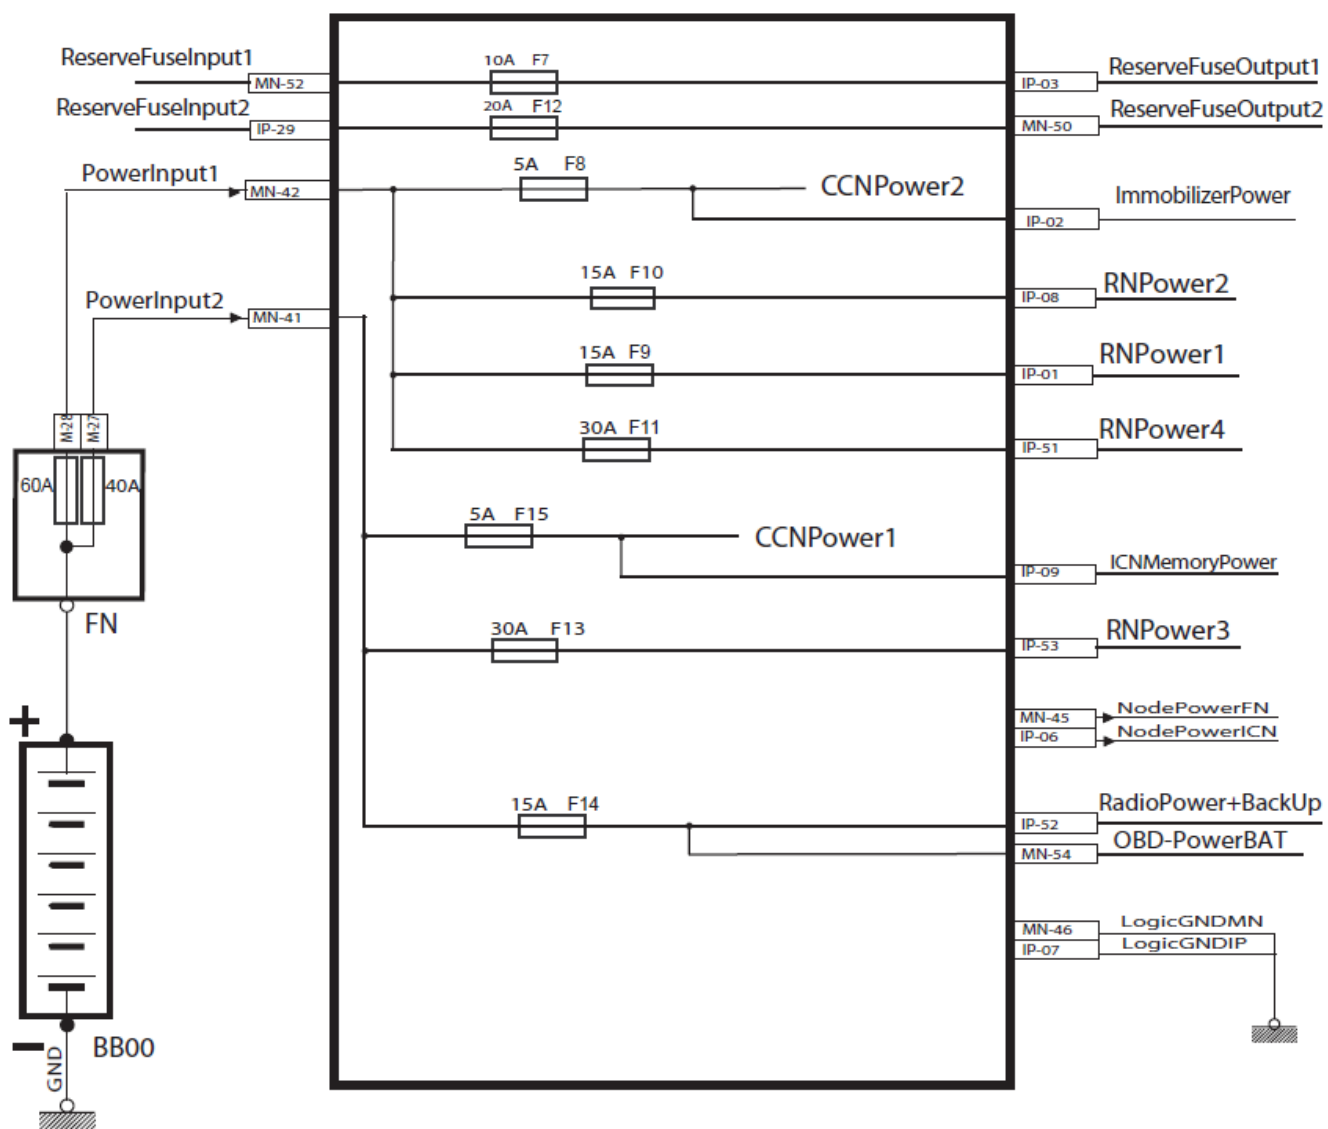 ReserveFuseInput1
MN-52
10A F7
IP-03
ReserveFuseOutput1
ReserveFuseInput2
IP-29
20A F12
MN-50
ReserveFuseOutput2
PowerInput1
MN-42
5A F8
CCNPower2
IP-02
ImmobilizerPower
15A F10
IP-08
RNPower2
PowerInput2
MN-41
15A F9
IP-01
RNPower1
30A F11
IP-51
RNPower4
M-28
M-27
60A
40A
FN
5A F15
CCNPower1
IP-09
ICNMemoryPower
30A F13
IP-53
RNPower3
MN-45
NodePowerFN
IP-06
NodePowerICN
15A F14
IP-52
RadioPower+BackUp
MN-54
OBD-PowerBAT
MN-46
LogicGNDMN
IP-07
LogicGNDIP
+
−
BB00
GND